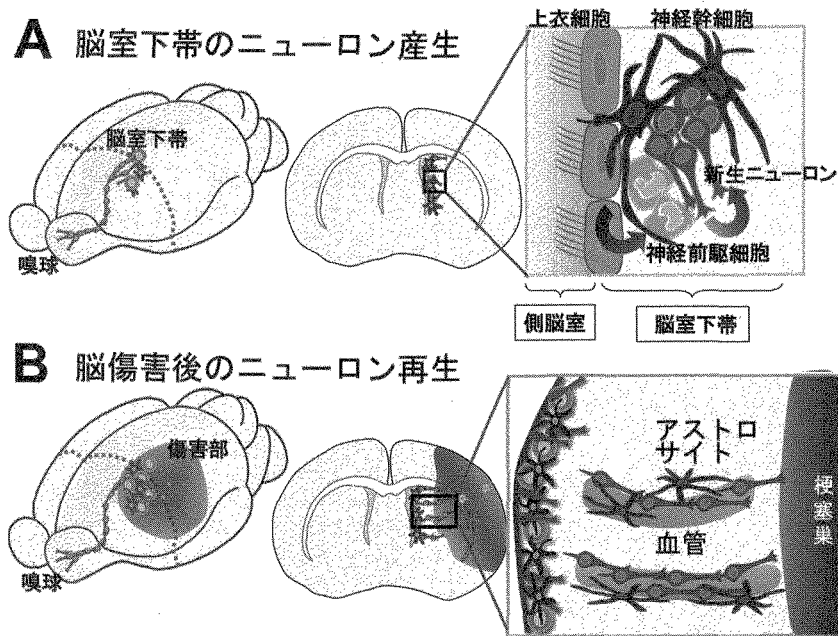 A 脳室下帯のニューロン産生
上衣細胞
神経幹細胞
脳室下帯
嗅球
新生ニューロン
神経前駆細胞
側脳室
脳室下帯
B 脳傷害後のニューロン再生
傷害部
嗅球
アストロ
サイト
血管
梗塞巣